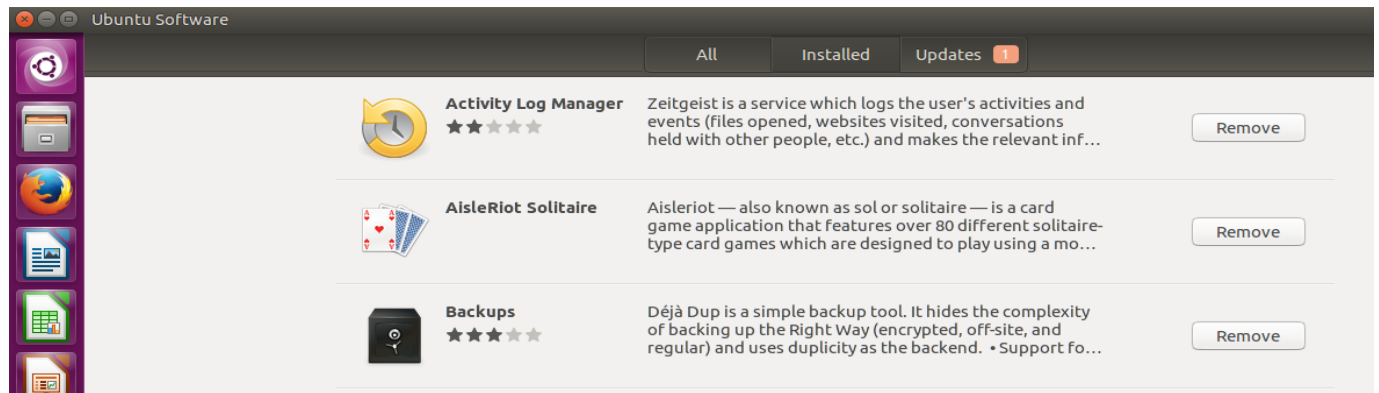 Ubuntu Software
All Installed Updates 1
Activity Log Manager
Zeitgeist is a service which logs the user's activities and
events (files opened, websites visited, conversations
held with other people, etc.) and makes the relevant inf…
Remove
AisleRiot Solitaire
Aisleriot — also known as sol or solitaire — is a card
game application that features over 80 different solitaire-
type card games which are designed to play using a mo…
Remove
Backups
Déjà Dup is a simple backup tool. It hides the complexity
of backing up the Right Way (encrypted, off-site, and
regular) and uses duplicity as the backend. • Support fo…
Remove